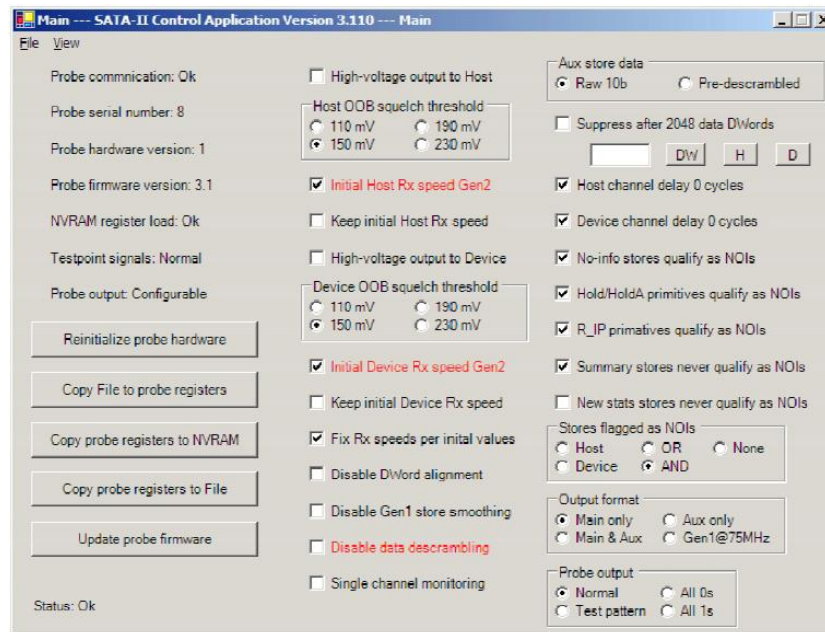 Main --- SATA-II Control Application Version 3.110 --- Main
File View
Probe commnication: Ok
Probe serial number: 8
Probe hardware version: 1
Probe firmware version: 3.1
NVRAM register load: Ok
Testpoint signals: Normal
Probe output: Configurable
Reinitialize probe hardware
Copy File to probe registers
Copy probe registers to NVRAM
Copy probe registers to File
Update probe firmware
Status: Ok
High-voltage output to Host
Host OOB squelch threshold
110 mV 190 mV
150 mV 230 mV
Initial Host Rx speed Gen2
Keep initial Host Rx speed
High-voltage output to Device
Device OOB squelch threshold
110 mV 190 mV
150 mV 230 mV
Initial Device Rx speed Gen2
Keep initial Device Rx speed
Fix Rx speeds per inital values
Disable DWord alignment
Disable Gen1 store smoothing
Disable data descrambling
Single channel monitoring
Aux store data
Raw 10b Pre-descrambled
Suppress after 2048 data DWords
DW H D
Host channel delay 0 cycles
Device channel delay 0 cycles
No-info stores qualify as NOIs
Hold/HoldA primitives qualify as NOIs
R_IP primatives qualify as NOIs
Summary stores never qualify as NOIs
New stats stores never qualify as NOIs
Stores flagged as NOIs
Host OR None
Device AND
Output format
Main only Aux only
Main & Aux Gen1@75MHz
Probe output
Normal All 0s
Test pattern All 1s